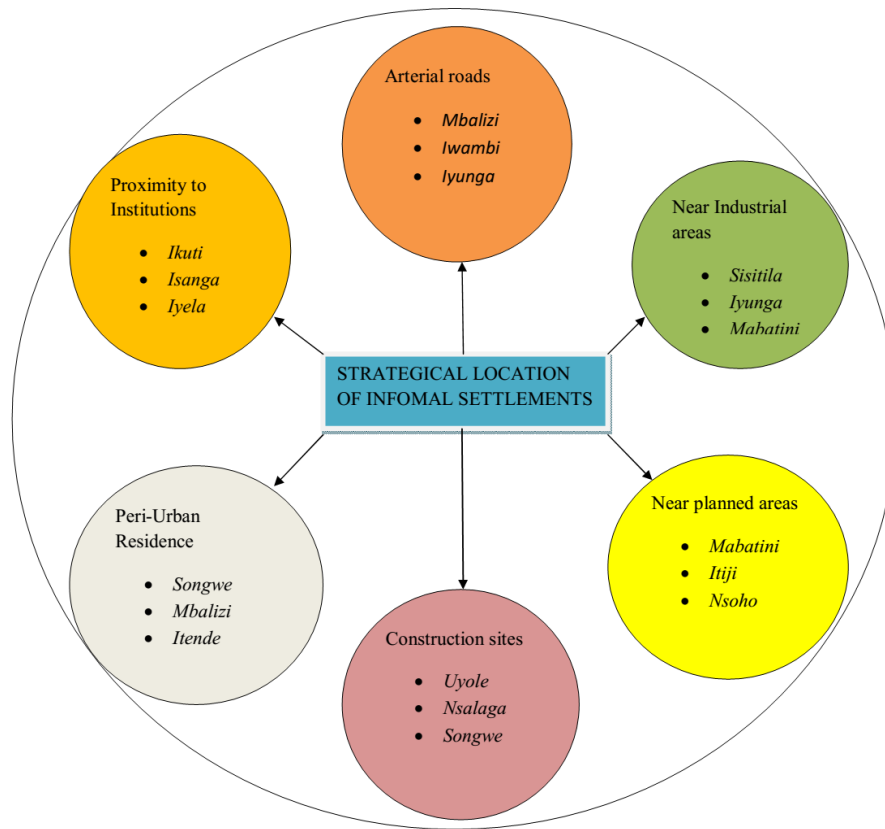 Arterial roads
• Mbalizi
• Iwambi
• Iyunga
Proximity to
Institutions
• Ikuti
• Isanga
• Iyela
Near Industrial
areas
• Sisitila
• Iyunga
• Mabatini
STRATEGICAL LOCATION
OF INFOMAL SETTLEMENTS
Peri-Urban
Residence
• Songwe
• Mbalizi
• Itende
Near planned areas
• Mabatini
• Itiji
• Nsoho
Construction sites
• Uyole
• Nsalaga
• Songwe